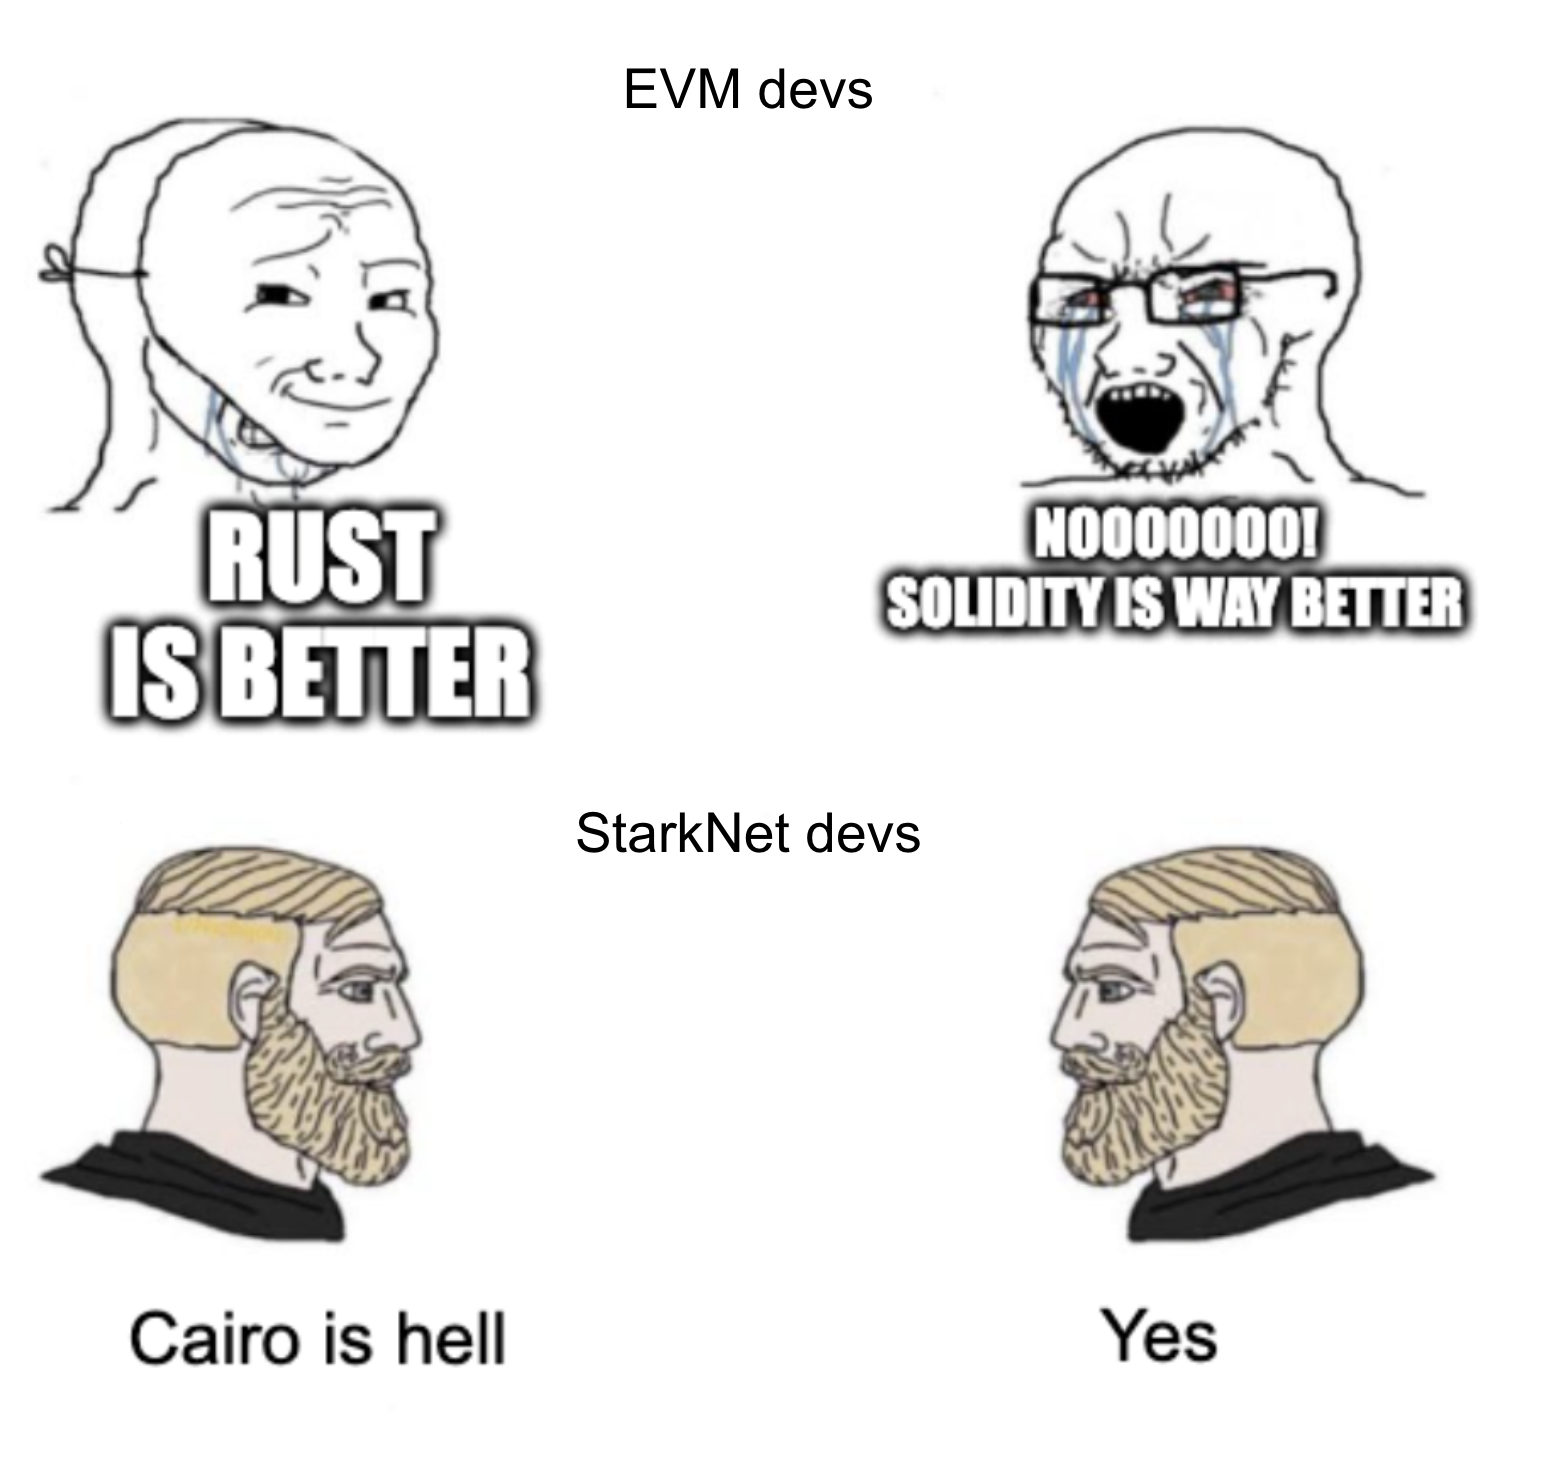 EVM devs
RUST
IS BETTER
NOOOOOOO!
SOLIDITY IS WAY BETTER
StarkNet devs
Cairo is hell
Yes